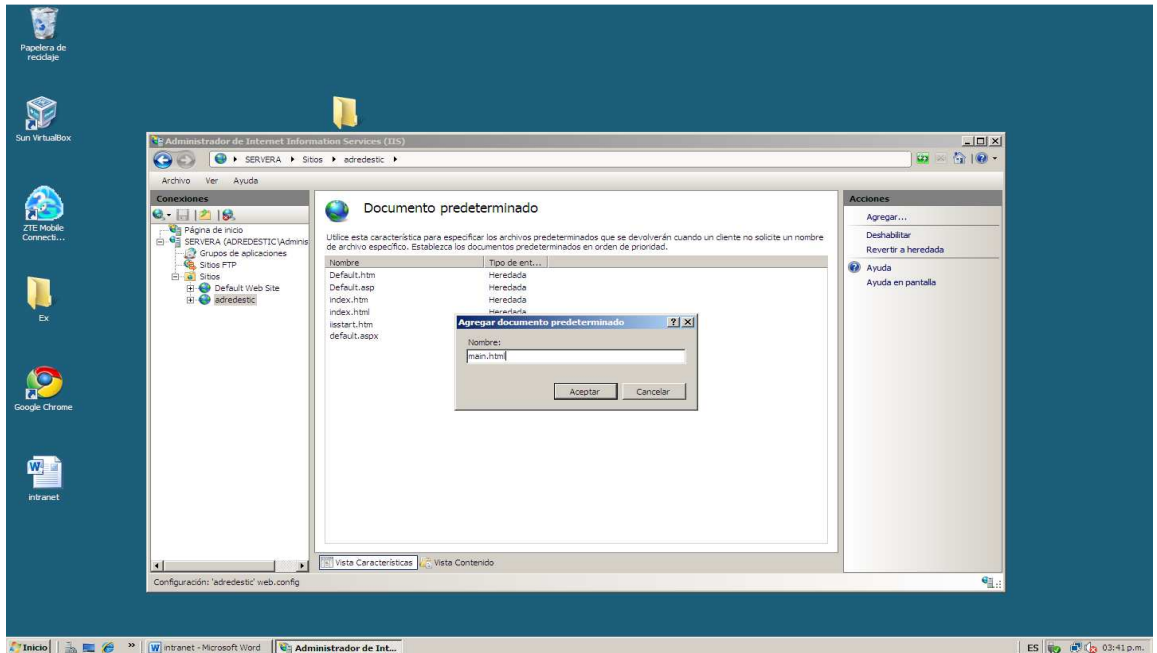 Papelera de
reciclaje
Sun VirtualBox
ZTE Mobile
Connecti...
Ex
Google Chrome
intranet
Administrador de Internet Information Services (IIS)
SERVERA
Sitios
adredestic
Archivo Ver Ayuda
Conexiones
Página de inicio
SERVERA (ADREDESTIC\Adminis
Grupos de aplicaciones
Sitios FTP
Sitios
Default Web Site
adredestic
Documento predeterminado
Utilice esta característica para especificar los archivos predeterminados que se devolverán cuando un cliente no solicite un nombre
de archivo específico. Establezca los documentos predeterminados en orden de prioridad.
Nombre Tipo de ent...
Default.htm Heredada
Default.asp Heredada
index.htm Heredada
index.html Heredada
iisstart.htm
default.aspx
Agregar documento predeterminado
Nombre:
main.html
Aceptar Cancelar
Acciones
Agregar...
Deshabilitar
Revertir a heredada
Ayuda
Ayuda en pantalla
Vista Características Vista Contenido
Configuración: 'adredestic' web.config
Inicio
intranet - Microsoft Word
Administrador de Int...
ES
03:41 p.m.